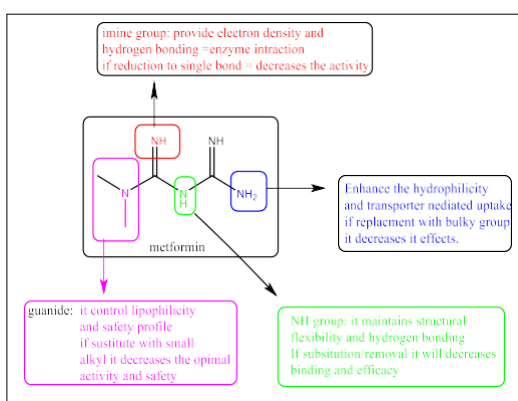 imine group: provide electron density and
hydrogen bonding =enzyme intraction
if reduction to single bond = decreases the activity
NH
NH
N
N
H
NH2
metformin
Enhance the hydrophilicity
and transporter nediated uptake
if replacment with bulky group
it decreases it effects.
guanide: it control lipophilicity
and safety profile
if sustitute with small
alkyl it decreases the opimal
activity and safety
NH group: it maintains structural
flexibility and hydrogen bonding
If subsitution removal it will decreases
binding and efficacy